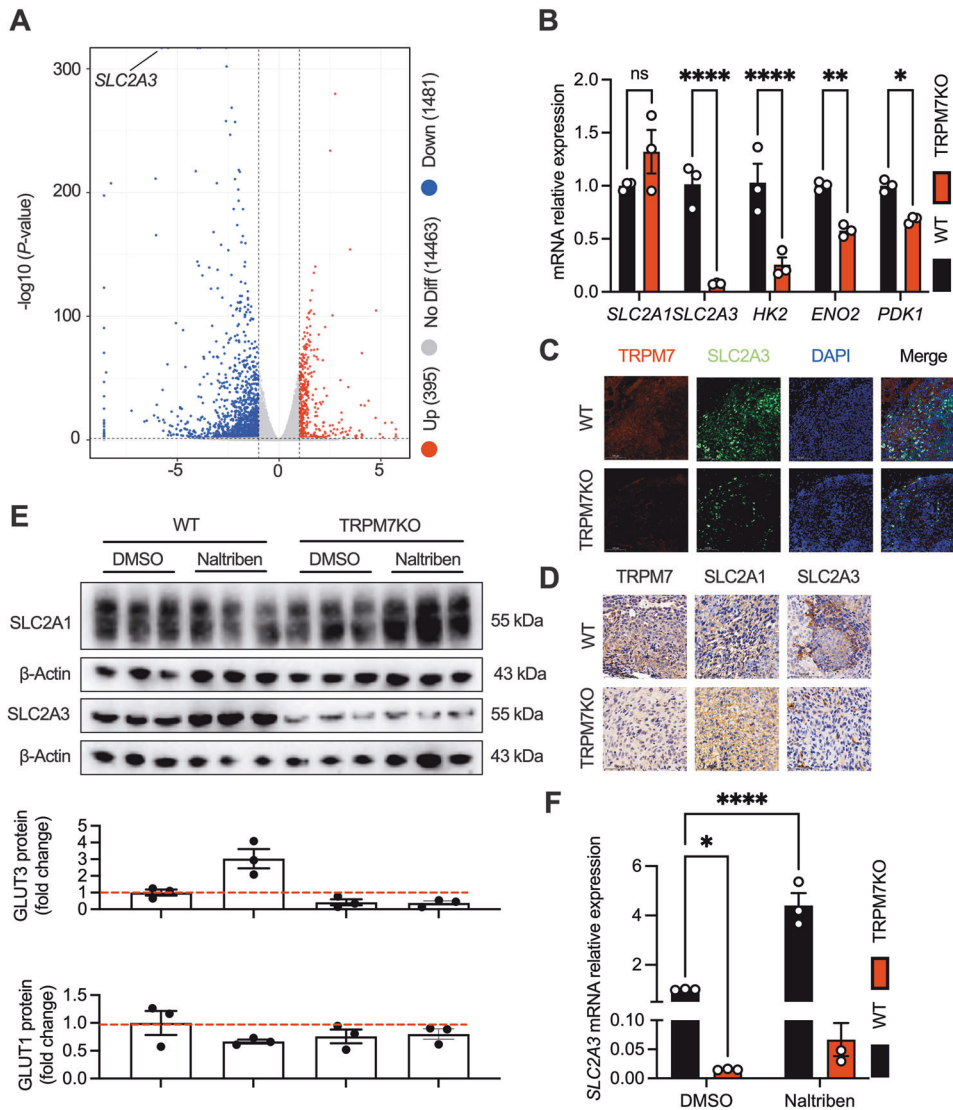 A
SLC2A3
300
200
100
0
-log10 (P-value)
-5
0
5
Up (395)
No Diff (14463)
Down (1481)
B
mRNA relative expression
2.0
1.5
1.0
0.5
0.0
ns
****
****
**
*
SLC2A1
SLC2A3
HK2
ENO2
PDK1
WT
TRPM7KO
C
TRPM7
SLC2A3
DAPI
Merge
WT
TRPM7KO
D
TRPM7
SLC2A1
SLC2A3
WT
TRPM7KO
E
WT
TRPM7KO
DMSO
Naltriben
DMSO
Naltriben
SLC2A1
55 kDa
β-Actin
43 kDa
SLC2A3
55 kDa
β-Actin
43 kDa
GLUT3 protein
(fold change)
5
4
3
2
1
0
GLUT1 protein
(fold change)
1.5
1.0
0.5
0.0
F
SLC2A3 mRNA relative expression
6
4
2
0.10
0.05
0.00
****
*
DMSO
Naltriben
WT
TRPM7KO